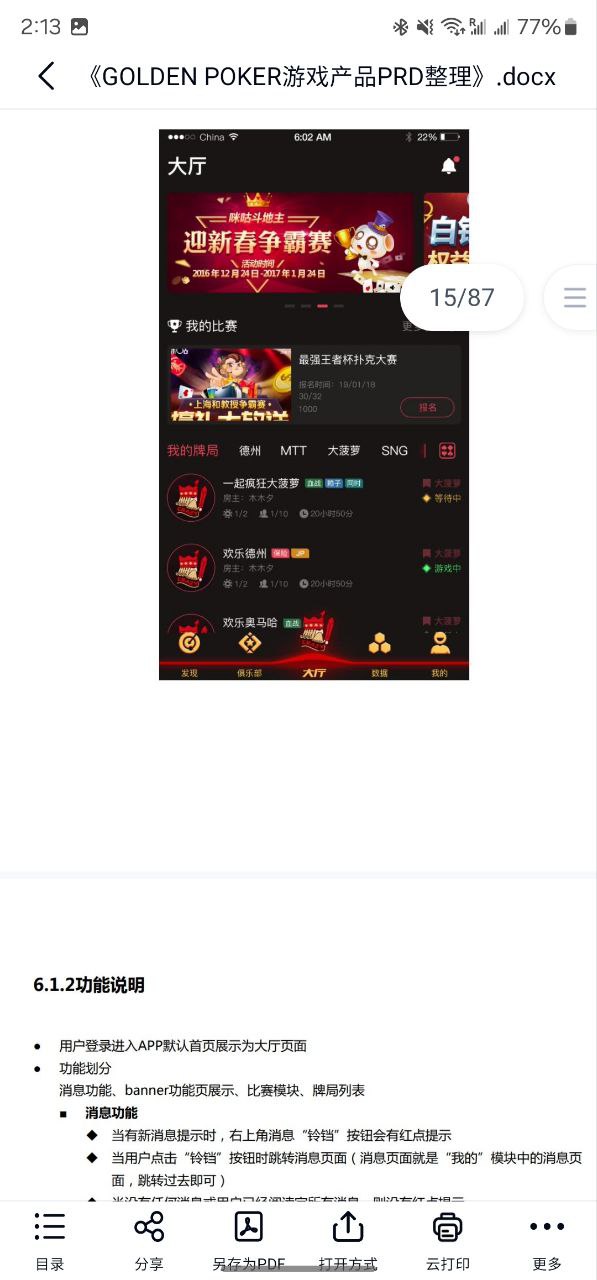 2:13
77%
《GOLDEN POKER游戏产品PRD整理》.docx
China
6:02 AM
22%
大厅
咪咕斗地主
迎新春争霸赛
活动时间
2016年12月24日-2017年1月24日
15/87
我的比赛
最强王者杯扑克大赛
报名时间：19/01/18
30/32
1000
报名
上海和教授争霸赛
我的牌局
德州
MTT
大菠萝
SNG
一起疯狂大菠萝
血战
赖子
同时
大菠萝
房主：木木夕
等待中
1/2
1/10
20小时50分
欢乐德州
保险
JP
大菠萝
房主：木木夕
游戏中
1/2
1/10
20小时50分
欢乐奥马哈
血战
大菠萝
发现
俱乐部
大厅
数据
我的
6.1.2功能说明
● 用户登录进入APP默认首页展示为大厅页面
● 功能划分
消息功能、banner功能页展示、比赛模块、牌局列表
■ 消息功能
◆ 当有新消息提示时，右上角消息“铃铛”按钮会有红点提示
◆ 当用户点击“铃铛”按钮时跳转消息页面（消息页面就是“我的”模块中的消息页
面，跳转过去即可）
目录
分享
另存为PDF
打开方式
云打印
更多